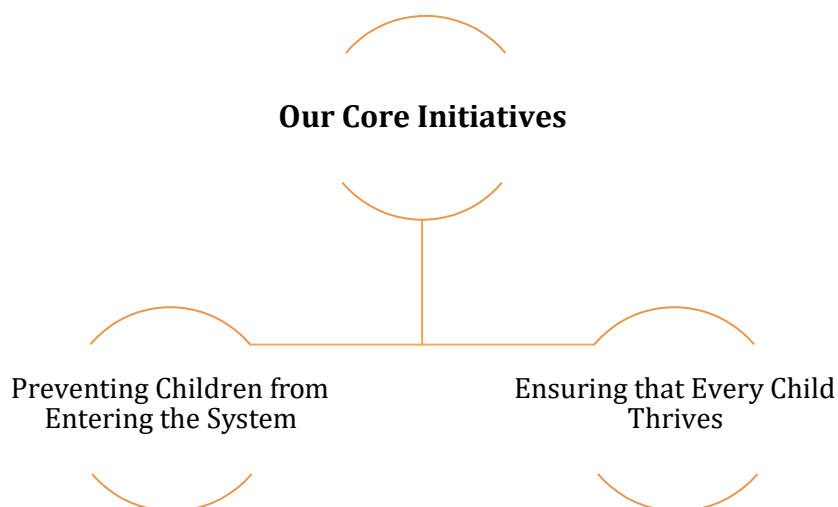 Our Core Initiatives
Preventing Children from
Entering the System
Ensuring that Every Child
Thrives